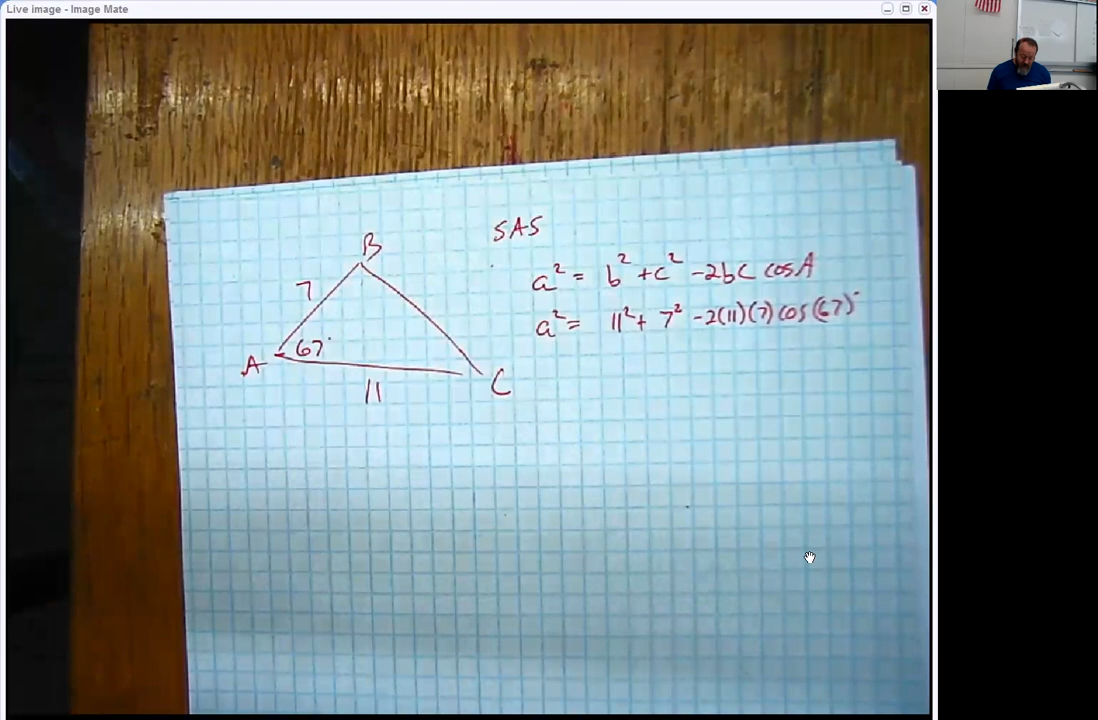 Live image - Image Mate
SAS
B
7
A
67°
11
C
a² = b² + c² - 2bc cosA
a² = 11² + 7² - 2(11)(7) cos(67)°